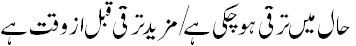 حال میں ترقی ہو چکی ہے/مزید ترقی قبل از وقت ہے